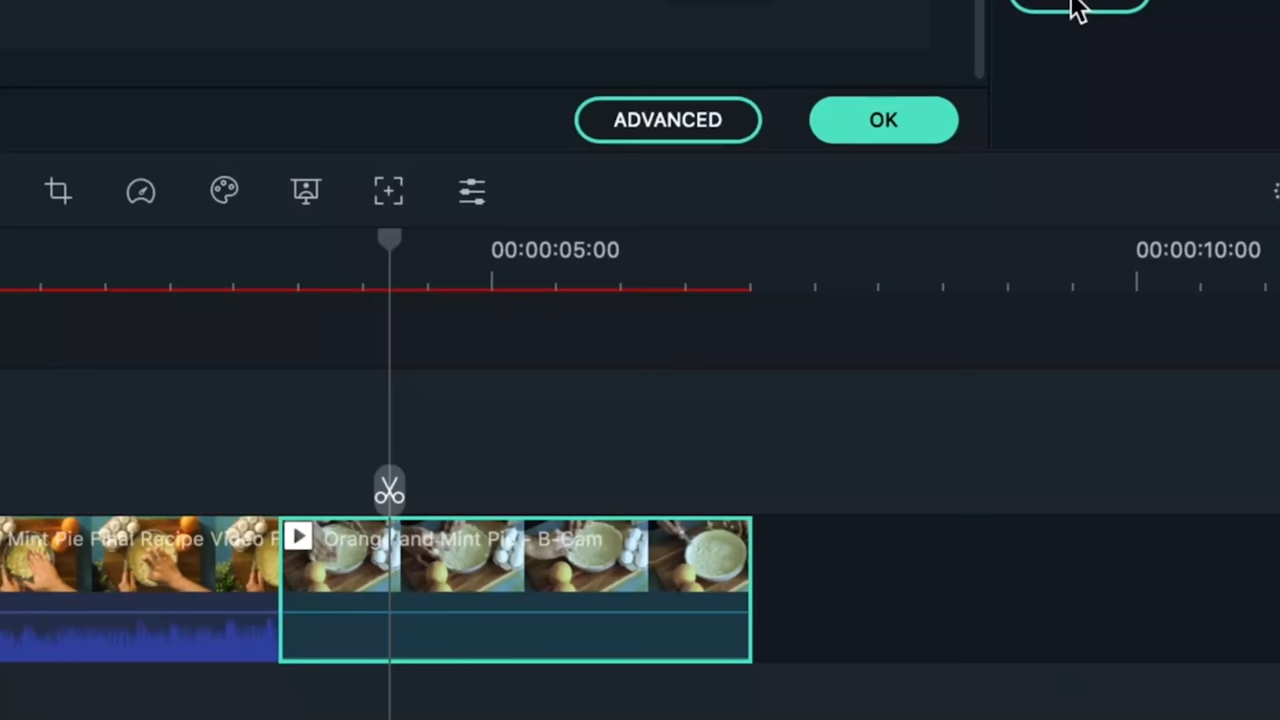 ADVANCED
OK
00:00:05:00
00:00:10:00
Mint Pie Final Recipe Video F
Orange and Mint Pie - B-Cam